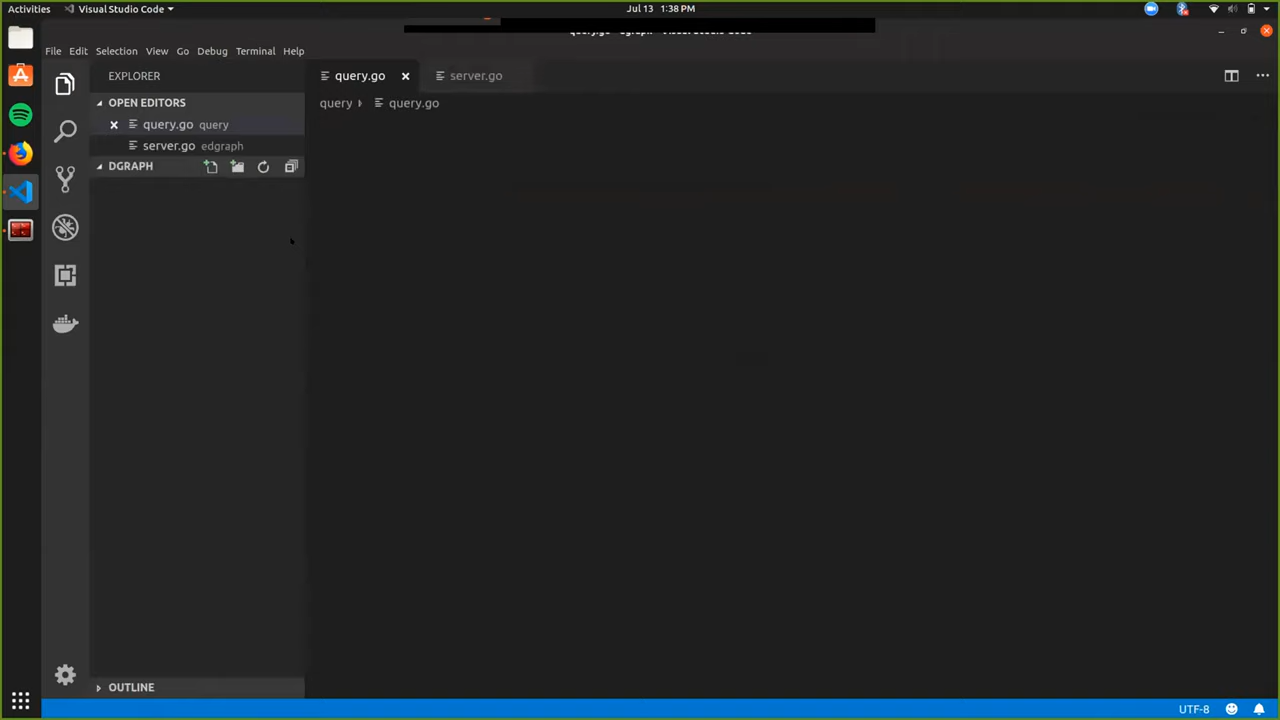 Activities
Visual Studio Code
Jul 13 1:38 PM
File Edit Selection View Go Debug Terminal Help
EXPLORER
OPEN EDITORS
query.go query
server.go edgraph
DGRAPH
OUTLINE
query.go
server.go
query
query.go
UTF-8